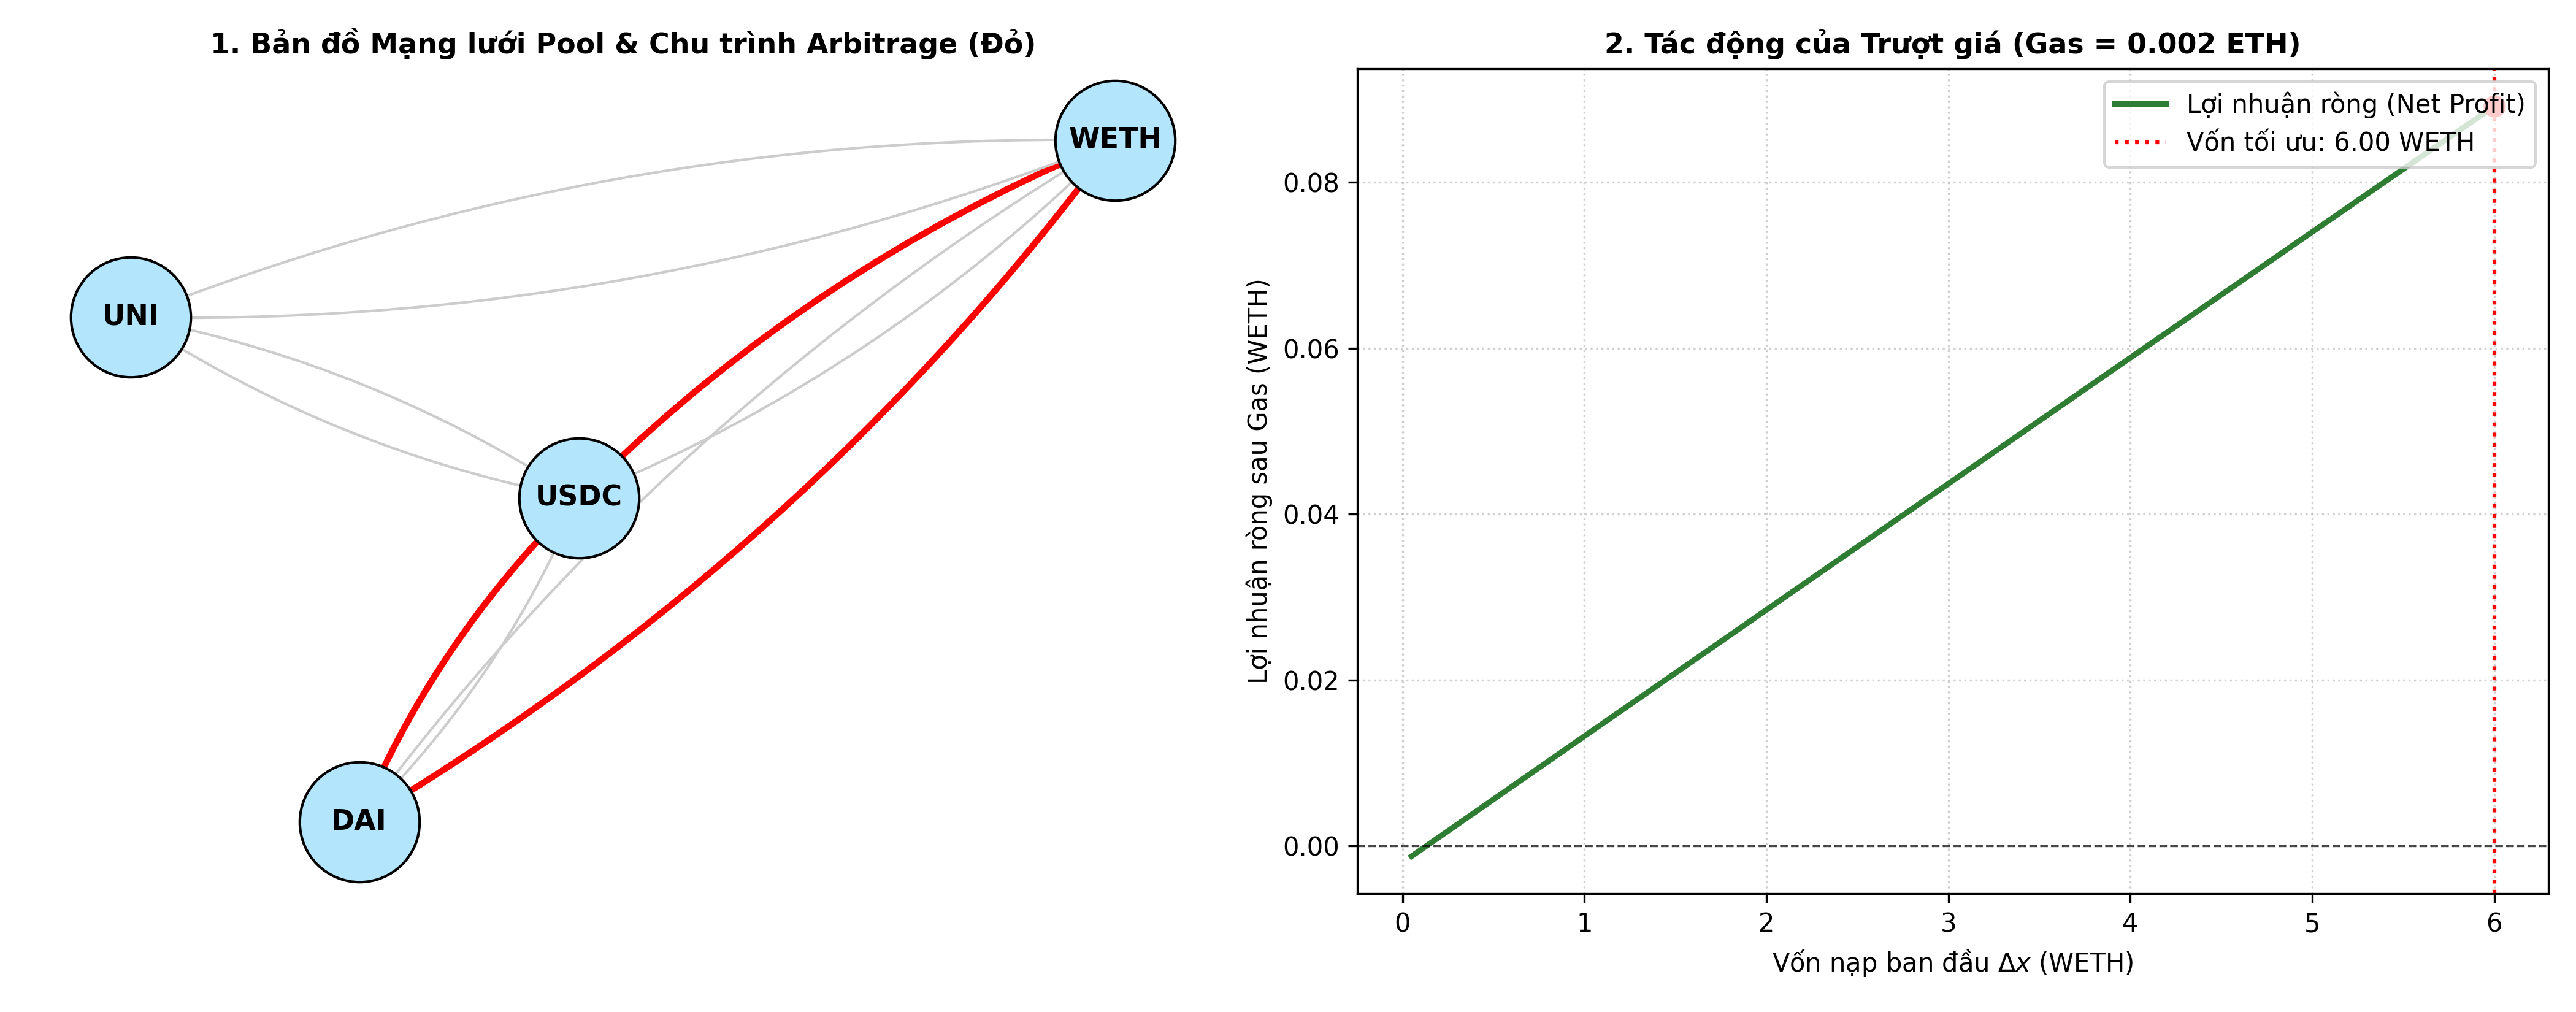 1. Bản đồ Mạng lưới Pool & Chu trình Arbitrage (Đỏ)
WETH
UNI
USDC
DAI
2. Tác động của Trượt giá (Gas = 0.002 ETH)
Lợi nhuận ròng (Net Profit)
Vốn tối ưu: 6.00 WETH
Lợi nhuận ròng sau Gas (WETH)
0.08
0.06
0.04
0.02
0.00
0 1 2 3 4 5 6
Vốn nạp ban đầu Δx (WETH)